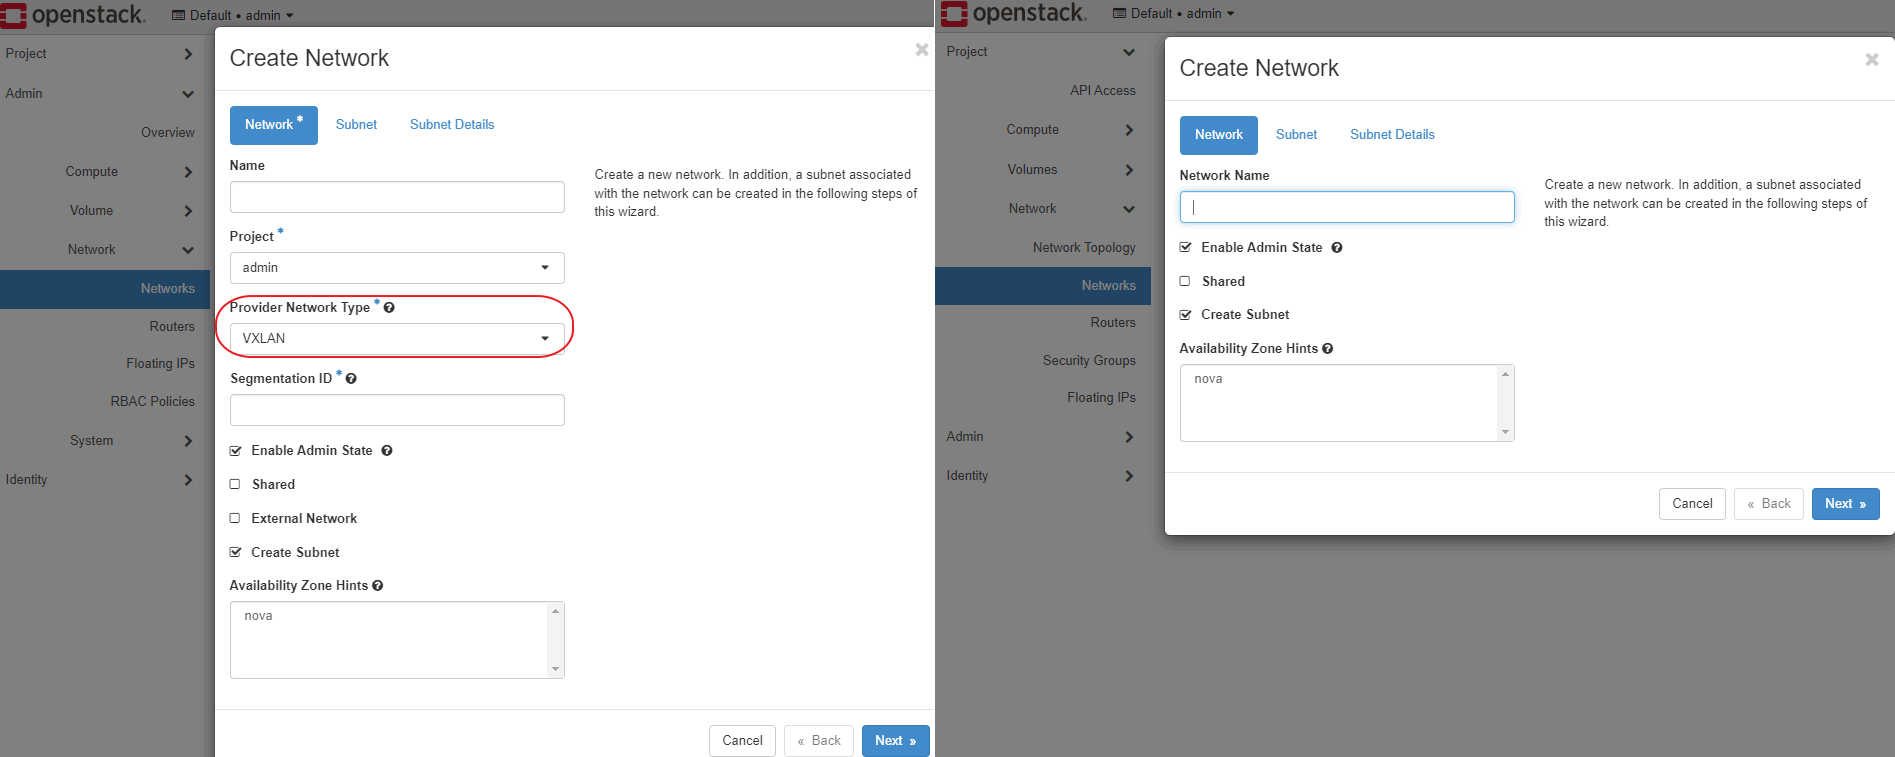 openstack.
Default • admin
Project
Admin
Overview
Compute
Volume
Network
Networks
Routers
Floating IPs
RBAC Policies
System
Identity
Create Network
×
Network *
Subnet
Subnet Details
Name
Create a new network. In addition, a subnet associated
with the network can be created in the following steps of
this wizard.
Project *
admin
Provider Network Type *
VXLAN
Segmentation ID *
Enable Admin State
Shared
External Network
Create Subnet
Availability Zone Hints
nova
Cancel
« Back
Next »
openstack.
Default • admin
Project
API Access
Compute
Volumes
Network
Network Topology
Networks
Routers
Security Groups
Floating IPs
Admin
Identity
Create Network
×
Network
Subnet
Subnet Details
Network Name
Create a new network. In addition, a subnet associated
with the network can be created in the following steps of
this wizard.
Enable Admin State
Shared
Create Subnet
Availability Zone Hints
nova
Cancel
« Back
Next »